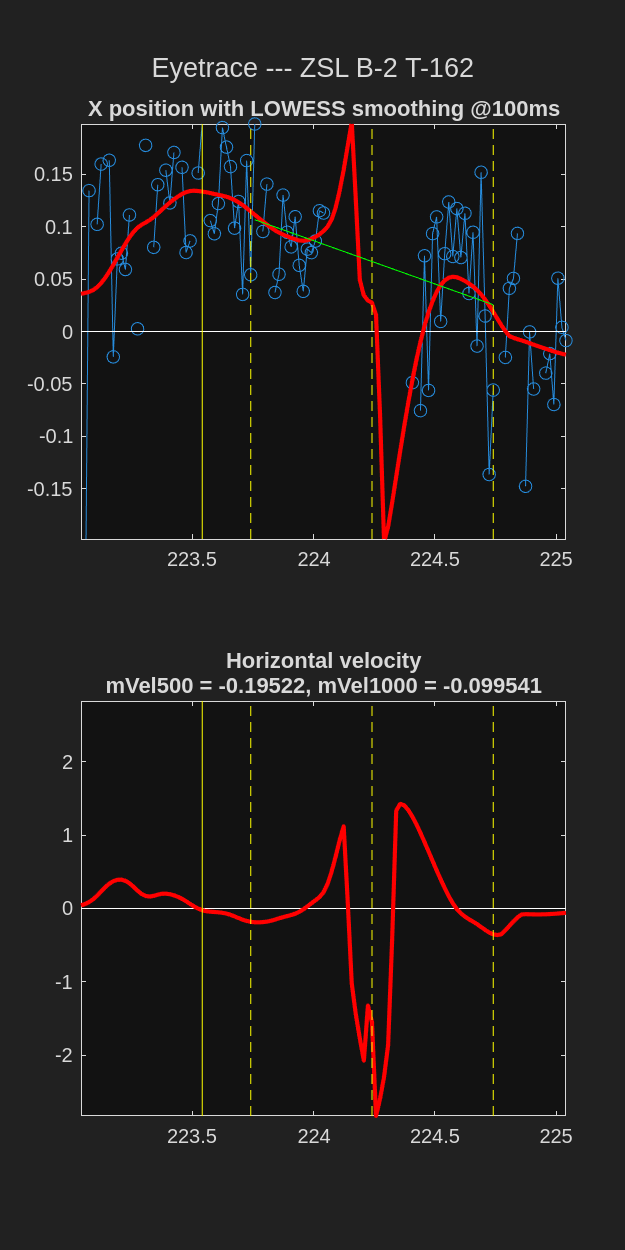 Eyetrace --- ZSL B-2 T-162
X position with LOWESS smoothing @100ms
0.15
0.1
0.05
0
-0.05
-0.1
-0.15
223.5 224 224.5 225
Horizontal velocity
mVel500 = -0.19522, mVel1000 = -0.099541
2
1
0
-1
-2
223.5 224 224.5 225